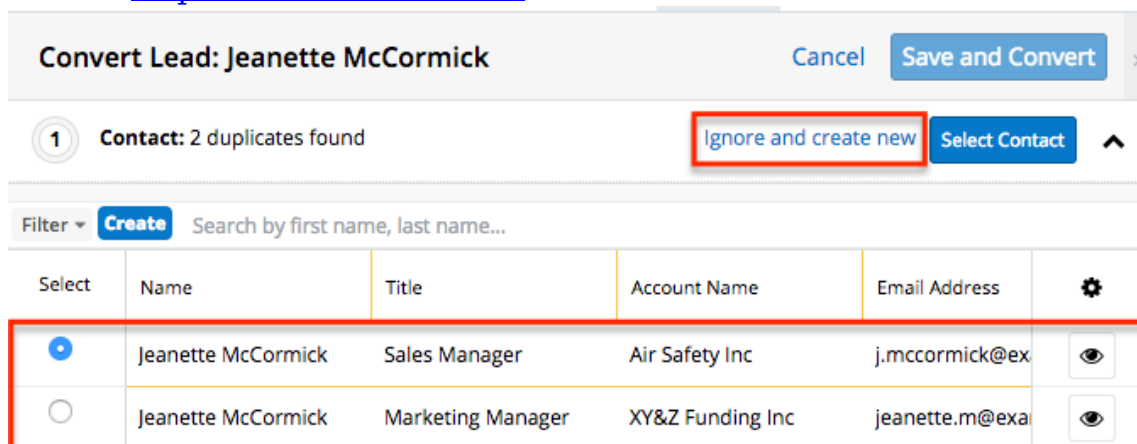 Convert Lead: Jeanette McCormick Cancel Save and Convert
1 Contact: 2 duplicates found Ignore and create new Select Contact
Filter Create Search by first name, last name...
Select Name Title Account Name Email Address
Jeanette McCormick Sales Manager Air Safety Inc j.mccormick@ex
Jeanette McCormick Marketing Manager XY&Z Funding Inc jeanette.m@exa